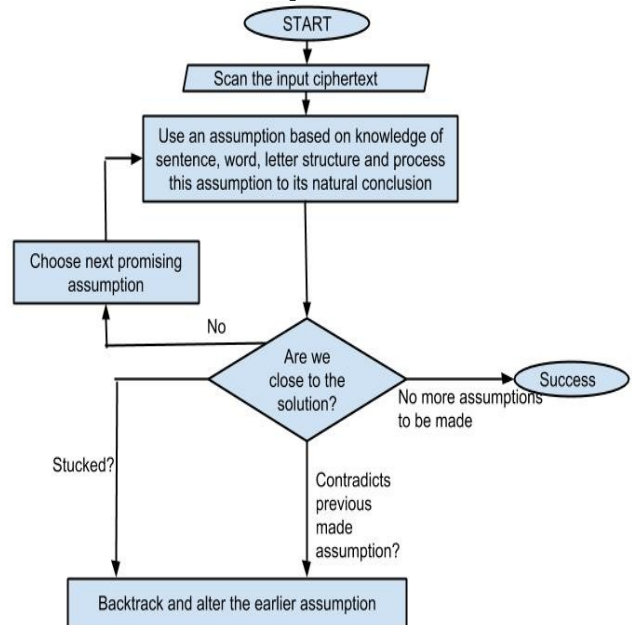 START
Scan the input ciphertext
Use an assumption based on knowledge of
sentence, word, letter structure and process
this assumption to its natural conclusion
Choose next promising
assumption
No
Are we
close to the
solution?
Success
No more assumptions
to be made
Stucked?
Contradicts
previous
made
assumption?
Backtrack and alter the earlier assumption